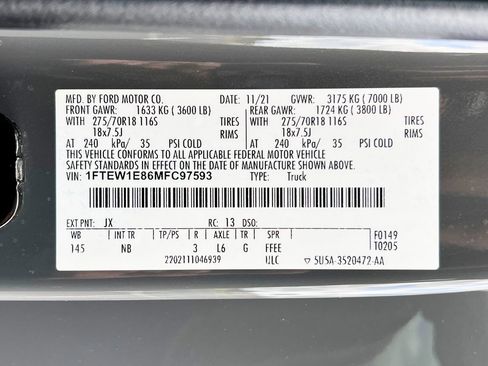 MFD. BY FORD MOTOR CO. DATE: 11/21 GVWR: 3175 KG ( 7000 LB)
FRONT GAWR: 1633 KG ( 3600 LB) REAR GAWR: 1724 KG ( 3800 LB)
WITH 275/70R18 116S TIRES WITH 275/70R18 116S TIRES
18x7.5J RIMS 18x7.5J RIMS
AT 240 kPa/ 35 PSI COLD AT 240 kPa/ 35 PSI COLD
THIS VEHICLE CONFORMS TO ALL APPLICABLE FEDERAL MOTOR VEHICLE
SAFETY STANDARDS IN EFFECT ON THE DATE OF MANUFACTURE SHOWN ABOVE.
VIN: 1FTEW1E86MFC97593 TYPE: Truck
EXT PNT: JX RC: 13 DSO:
WB INT TR TP/PS R AXLE TR SPR F0149
145 NB 3 L6 G FFEE T0205
2202111046939 ULC ▽ 5U5A-3520472-AA